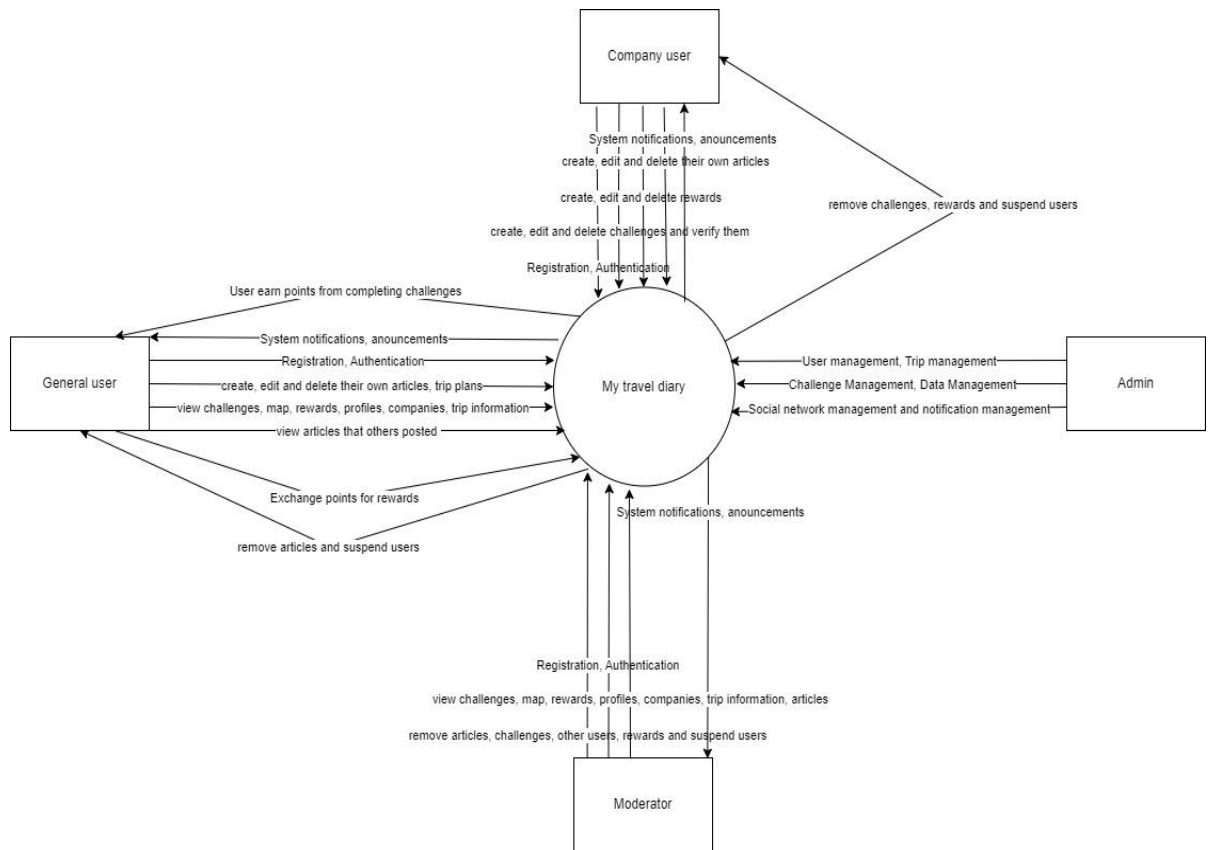 Company user
System notifications, anouncements
create, edit and delete their own articles
create, edit and delete rewards
remove challenges, rewards and suspend users
create, edit and delete challenges and verify them
Registration, Authentication
User earn points from completing challenges
System notifications, anouncements
Registration, Authentication
User management, Trip management
General user
create, edit and delete their own articles, trip plans
My travel diary
Challenge Management, Data Management
Admin
view challenges, map, rewards, profiles, companies, trip information
Social network management and notification management
view articles that others posted
Exchange points for rewards
System notifications, anouncements
remove articles and suspend users
Registration, Authentication
view challenges, map, rewards, profiles, companies, trip information, articles
remove articles, challenges, other users, rewards and suspend users
Moderator